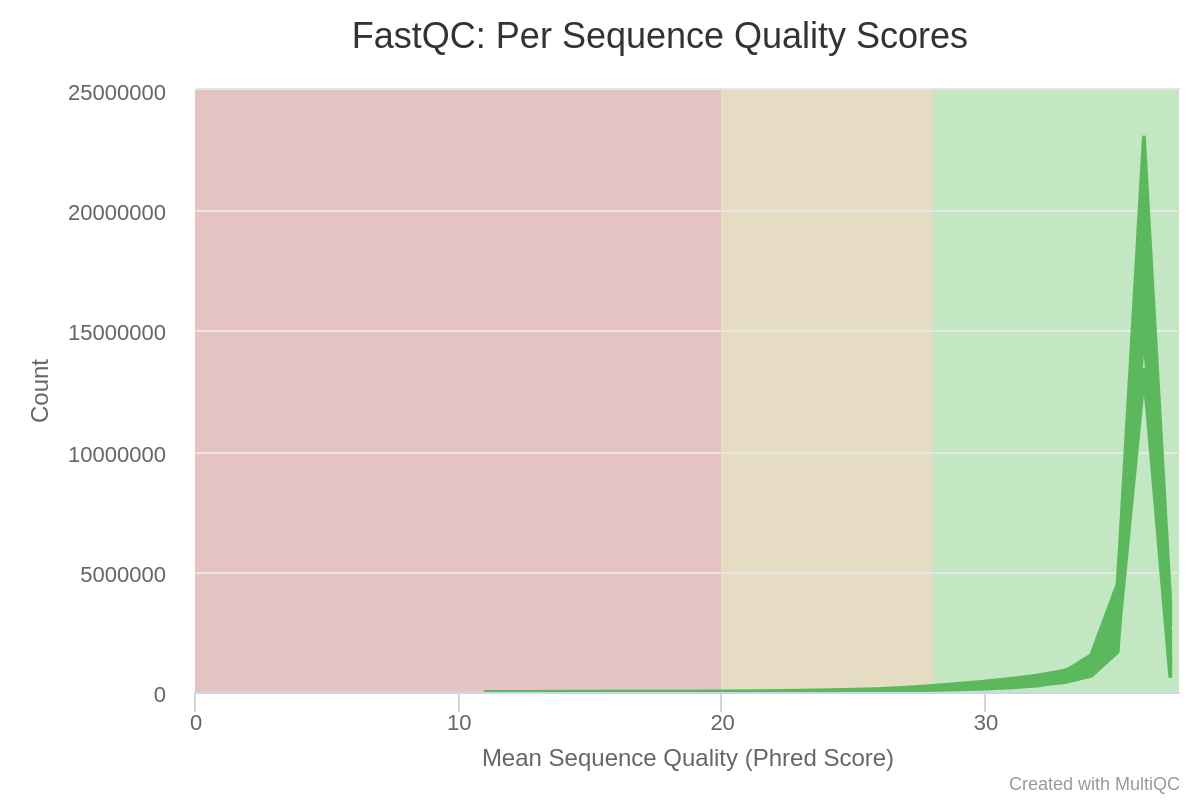 FastQC: Per Sequence Quality Scores
25000000
20000000
15000000
10000000
5000000
0
Count
0 10 20 30
Mean Sequence Quality (Phred Score)
Created with MultiQC